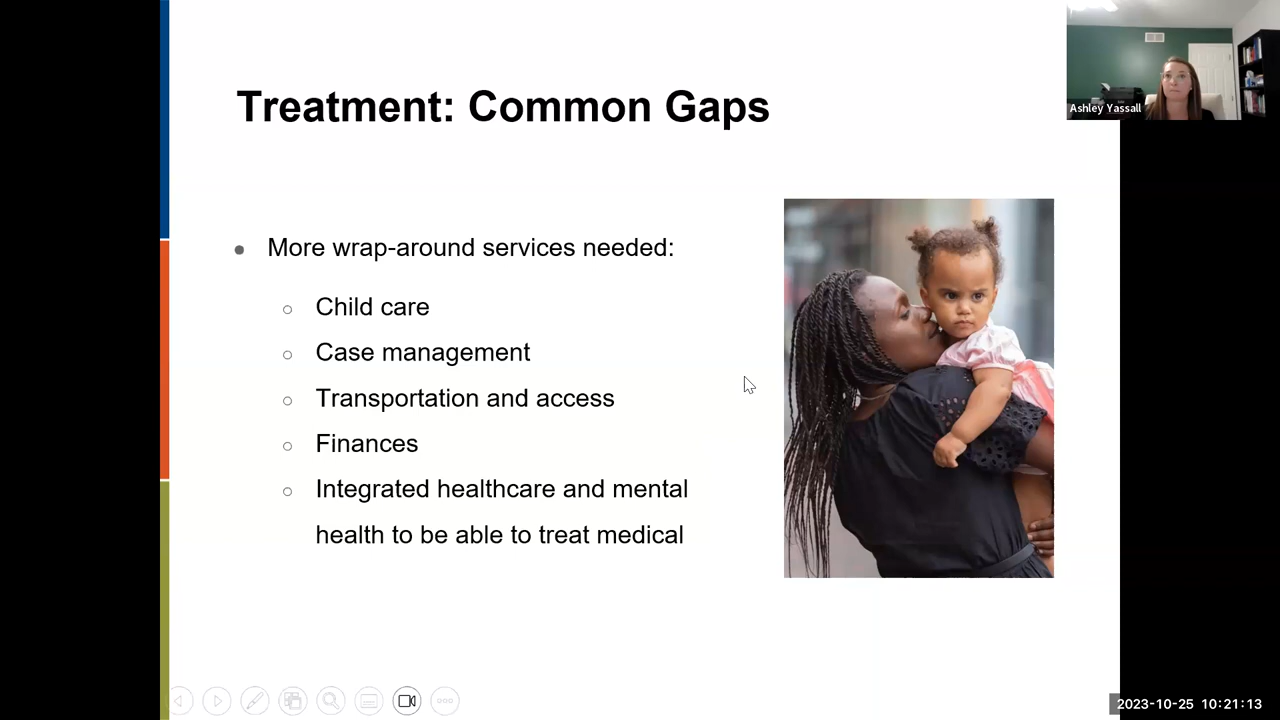 Treatment: Common Gaps
Ashley Yassall
More wrap-around services needed:
Child care
Case management
Transportation and access
Finances
Integrated healthcare and mental
health to be able to treat medical
2023-10-25 10:21:13